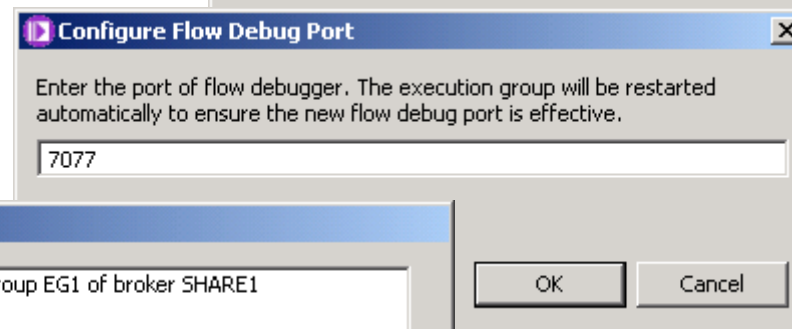 Configure Flow Debug Port
Enter the port of flow debugger. The execution group will be restarted
automatically to ensure the new flow debug port is effective.
7077
EG1 of broker SHARE1
OK Cancel